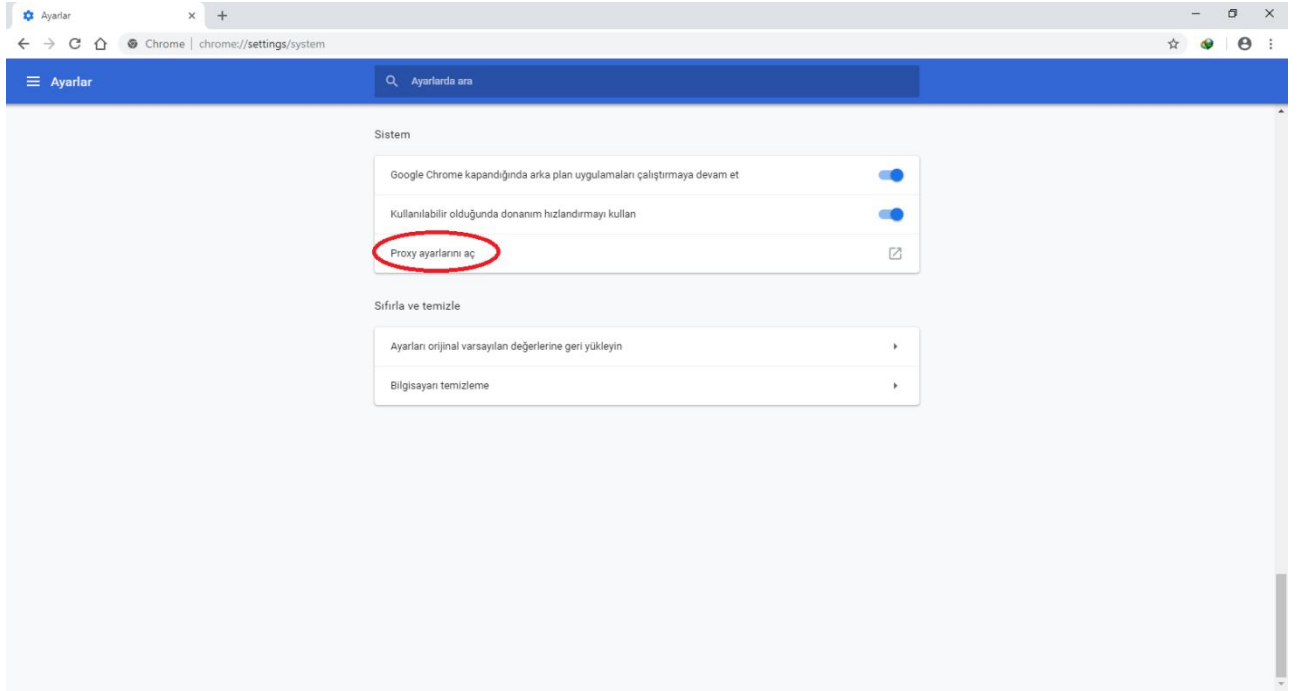 Ayarlar
Chrome | chrome://settings/system
Ayarlar
Ayarlarda ara
Sistem
Google Chrome kapandığında arka plan uygulamaları çalıştırmaya devam et
Kullanılabilir olduğunda donanım hızlandırmayı kullan
Proxy ayarlarını aç
Sıfırla ve temizle
Ayarları orijinal varsayılan değerlerine geri yükleyin
Bilgisayarı temizleme